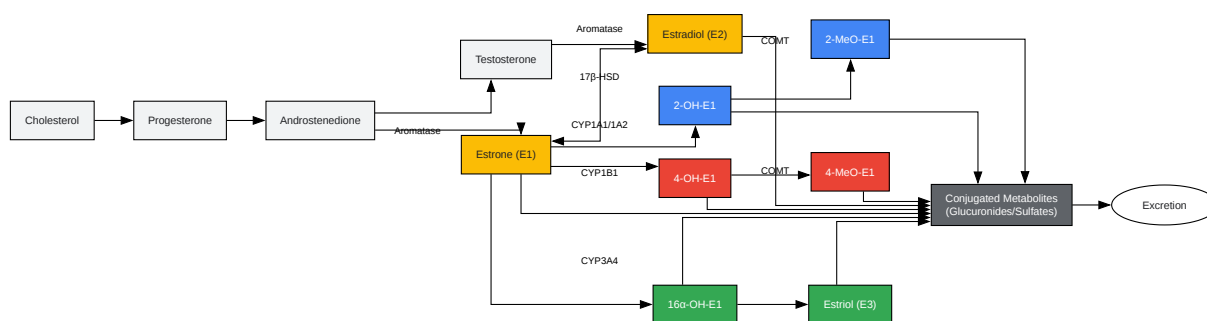 Aromatase
Estradiol (E2)
COMT
2-MeO-E1
Testosterone
17β-HSD
2-OH-E1
Cholesterol
Progesterone
Androstenedione
Aromatase
CYP1A1/1A2
Estrone (E1)
CYP1B1
4-OH-E1
COMT
4-MeO-E1
Conjugated Metabolites
(Glucuronides/Sulfates)
Excretion
CYP3A4
16α-OH-E1
Estriol (E3)